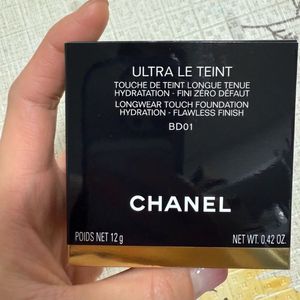 ULTRA LE TEINT
TOUCHE DE TEINT LONGUE TENUE
HYDRATATION - FINI ZÉRO DÉFAUT
LONGWEAR TOUCH FOUNDATION
HYDRATION - FLAWLESS FINISH
BD01
CHANEL
POIDS NET 12 g NET WT. 0.42 OZ.